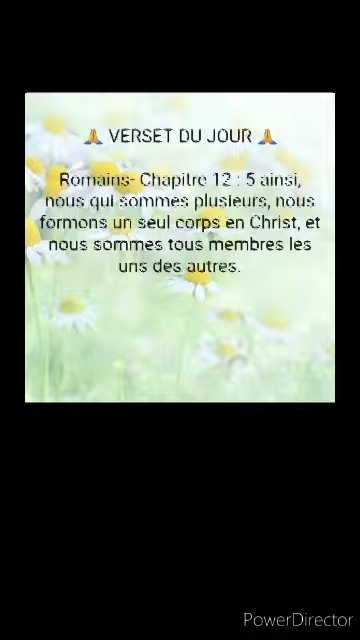 🙏 VERSET DU JOUR 🙏
Romains- Chapitre 12 : 5 ainsi,
nous qui sommes plusieurs, nous
formons un seul corps en Christ, et
nous sommes tous membres les
uns des autres.
PowerDirector